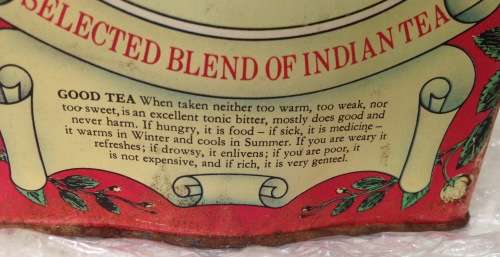 SELECTED BLEND OF INDIAN TEA
GOOD TEA When taken neither too warm, too weak, nor
too sweet, is an excellent tonic bitter, mostly does good and
never harm. If hungry, it is food – if sick, it is medicine –
it warms in Winter and cools in Summer. If you are weary it
refreshes; if drowsy, it enlivens; if you are poor, it
is not expensive, and if rich, it is very genteel.